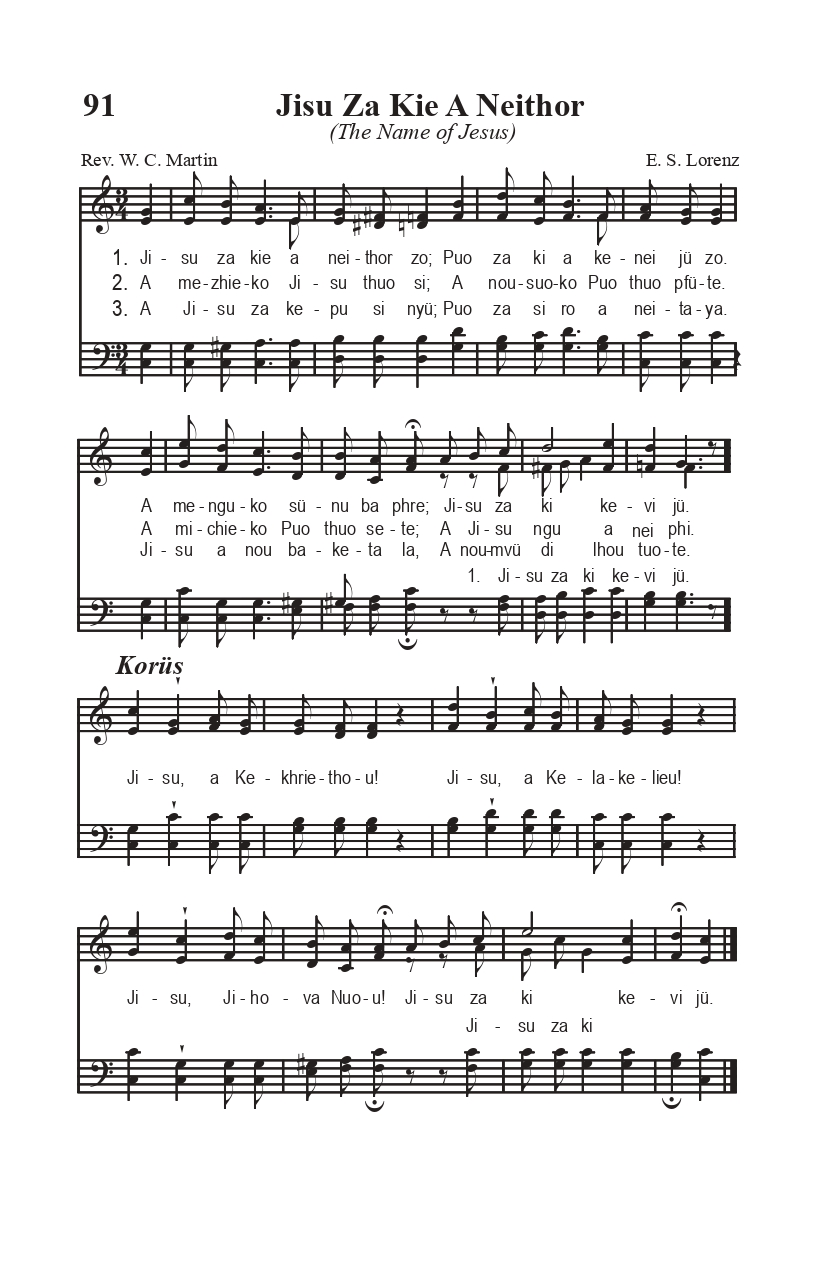 91 Jisu Za Kie A Neithor
(The Name of Jesus)
Rev. W. C. Martin E. S. Lorenz
1. Ji - su za kie a nei - thor zo; Puo za ki a ke - nei jü zo.
2. A me-zhie-ko Ji - su thuo si; A nou-suo-ko Puo thuo pfü-te.
3. A Ji - su za ke - pu si nyü; Puo za si ro a nei - ta-ya.
A me-ngu-ko sü - nu ba phre; Ji-su za ki ke - vi jü.
A mi-chie-ko Puo thuo se-te; A Ji-su ngu a nei phi.
Ji - su a nou ba-ke-ta la, A nou-mvü di lhou tuo-te.
1. Ji-su za ki ke-vi jü.
Korüs
Ji - su, a Ke - khrie-tho-u! Ji - su, a Ke - la-ke-lieu!
Ji - su, Ji-ho - va Nuo-u! Ji-su za ki ke - vi jü.
Ji - su za ki